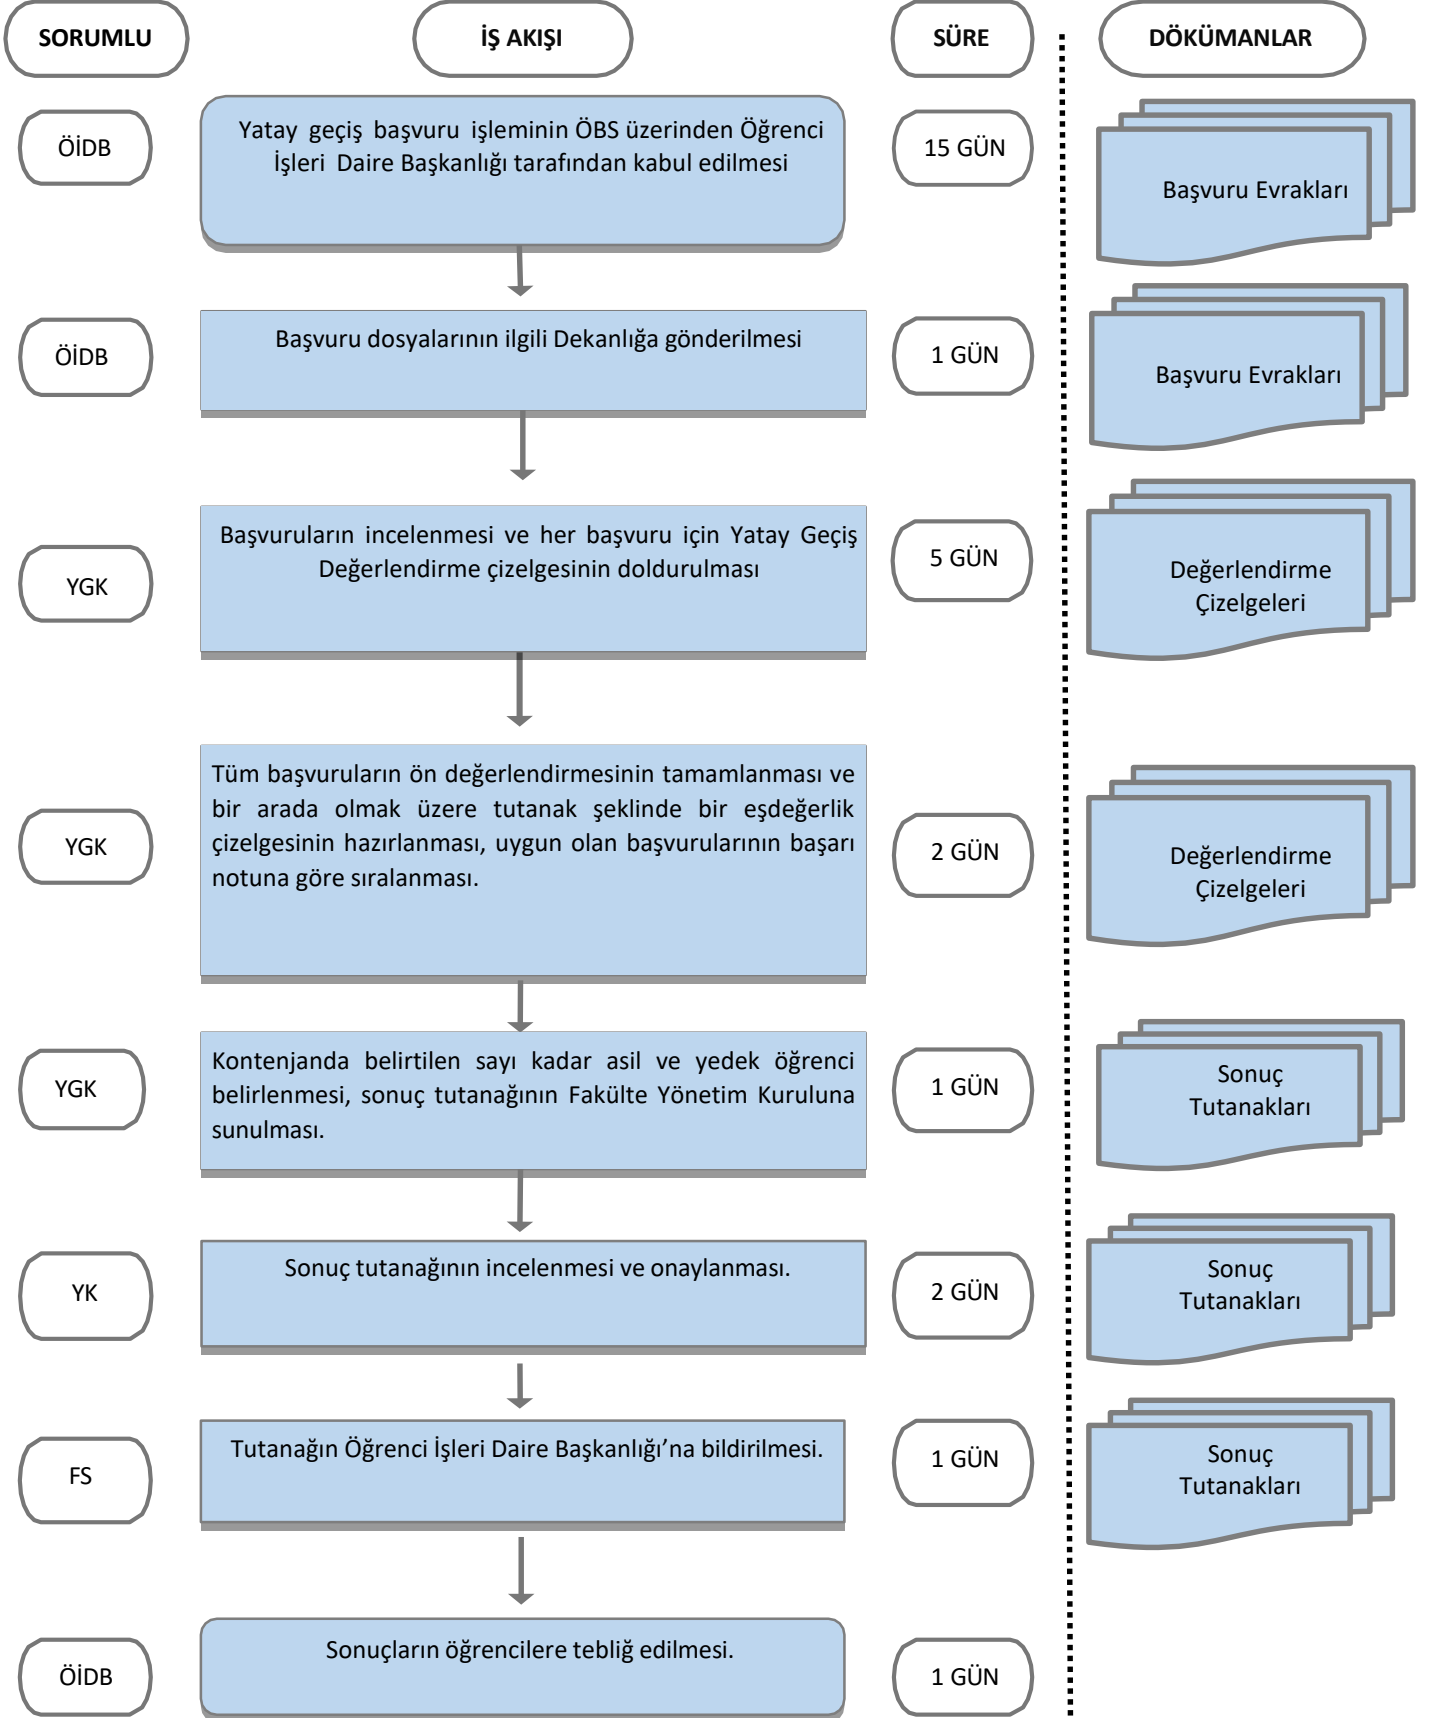 SORUMLU
İŞ AKIŞI
SÜRE
DÖKÜMANLAR
ÖİDB
Yatay geçiş başvuru işleminin ÖBS üzerinden Öğrenci
İşleri Daire Başkanlığı tarafından kabul edilmesi
15 GÜN
Başvuru Evrakları
ÖİDB
Başvuru dosyalarının ilgili Dekanlığa gönderilmesi
1 GÜN
Başvuru Evrakları
YGK
Başvuruların incelenmesi ve her başvuru için Yatay Geçiş
Değerlendirme çizelgesinin doldurulması
5 GÜN
Değerlendirme
Çizelgeleri
YGK
Tüm başvuruların ön değerlendirmesinin tamamlanması ve
bir arada olmak üzere tutanak şeklinde bir eşdeğerlik
çizelgesinin hazırlanması, uygun olan başvurularının başarı
notuna göre sıralanması.
2 GÜN
Değerlendirme
Çizelgeleri
YGK
Kontenjanda belirtilen sayı kadar asil ve yedek öğrenci
belirlenmesi, sonuç tutanağının Fakülte Yönetim Kuruluna
sunulması.
1 GÜN
Sonuç
Tutanakları
YK
Sonuç tutanağının incelenmesi ve onaylanması.
2 GÜN
Sonuç
Tutanakları
FS
Tutanağın Öğrenci İşleri Daire Başkanlığı’na bildirilmesi.
1 GÜN
Sonuç
Tutanakları
ÖİDB
Sonuçların öğrencilere tebliğ edilmesi.
1 GÜN